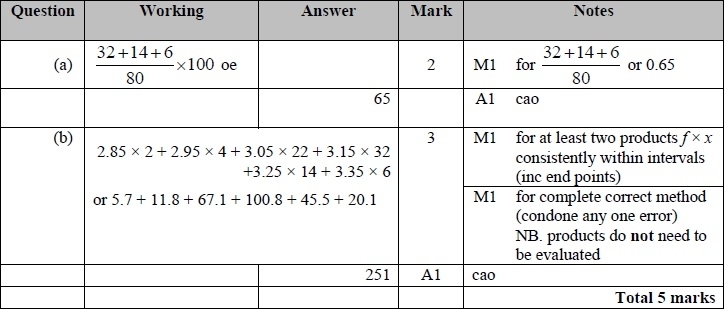 Question Working Answer Mark Notes
(a) 32+14+6/80 ×100 oe 2 M1 for 32+14+6/80 or 0.65
65 A1 cao
(b) 3 M1 for at least two products f × x
2.85 × 2 + 2.95 × 4 + 3.05 × 22 + 3.15 × 32 consistently within intervals
+3.25 × 14 + 3.35 × 6 (inc end points)
or 5.7 + 11.8 + 67.1 + 100.8 + 45.5 + 20.1 M1 for complete correct method
(condone any one error)
NB. products do not need to
be evaluated
251 A1 cao
Total 5 marks